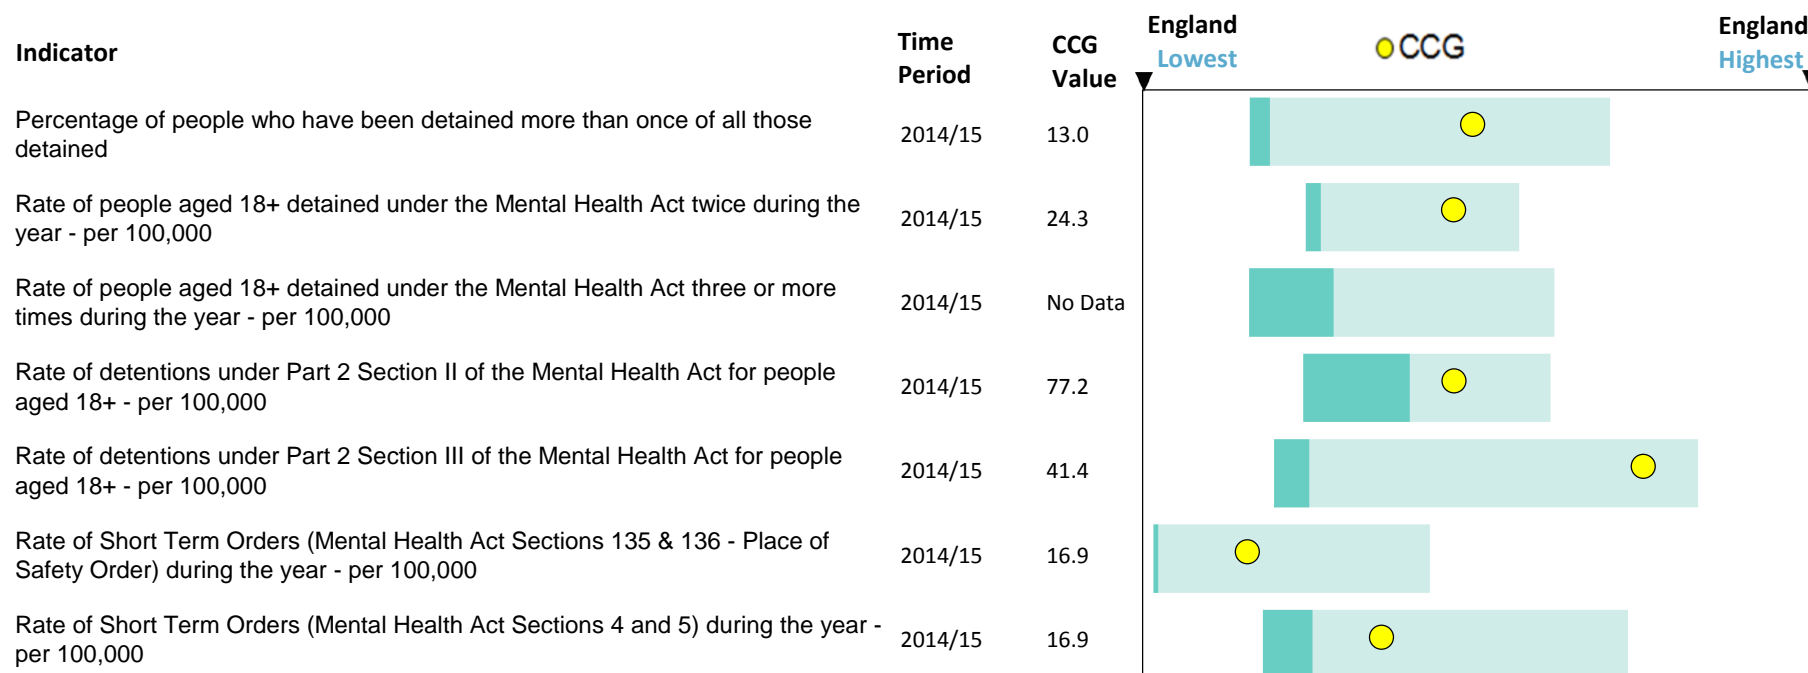 Indicator
Time
Period
CCG
Value
England
Lowest
CCG
England
Highest
Percentage of people who have been detained more than once of all those
detained
2014/15
13.0
Rate of people aged 18+ detained under the Mental Health Act twice during the
year - per 100,000
2014/15
24.3
Rate of people aged 18+ detained under the Mental Health Act three or more
times during the year - per 100,000
2014/15
No Data
Rate of detentions under Part 2 Section II of the Mental Health Act for people
aged 18+ - per 100,000
2014/15
77.2
Rate of detentions under Part 2 Section III of the Mental Health Act for people
aged 18+ - per 100,000
2014/15
41.4
Rate of Short Term Orders (Mental Health Act Sections 135 & 136 - Place of
Safety Order) during the year - per 100,000
2014/15
16.9
Rate of Short Term Orders (Mental Health Act Sections 4 and 5) during the year -
per 100,000
2014/15
16.9